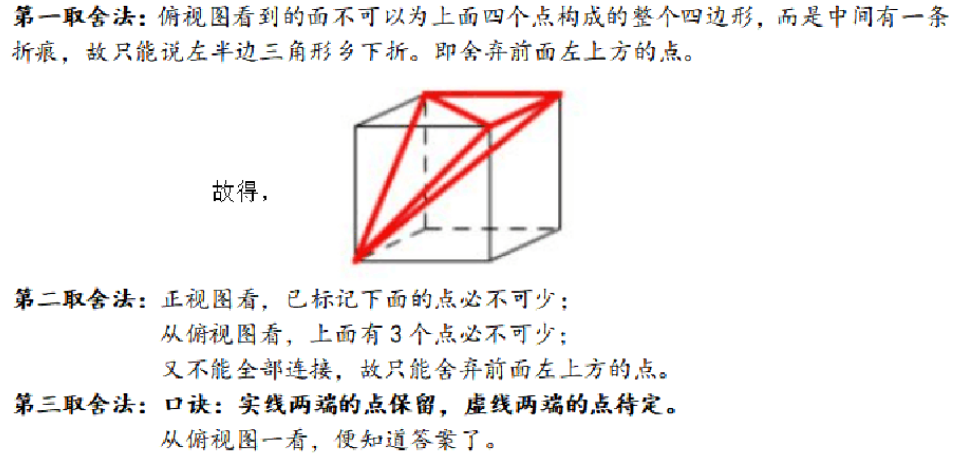 第一取舍法：俯视图看到的面不可以为上面四个点构成的整个四边形，而是中间有一条
折痕，故只能说左半边三角形乡下折。即舍弃前面左上方的点。
故得，
第二取舍法：正视图看，已标记下面的点必不可少；
从俯视图看，上面有3个点必不可少；
又不能全部连接，故只能舍弃前面左上方的点。
第三取舍法：口诀：实线两端的点保留，虚线两端的点待定。
从俯视图一看，便知道答案了。